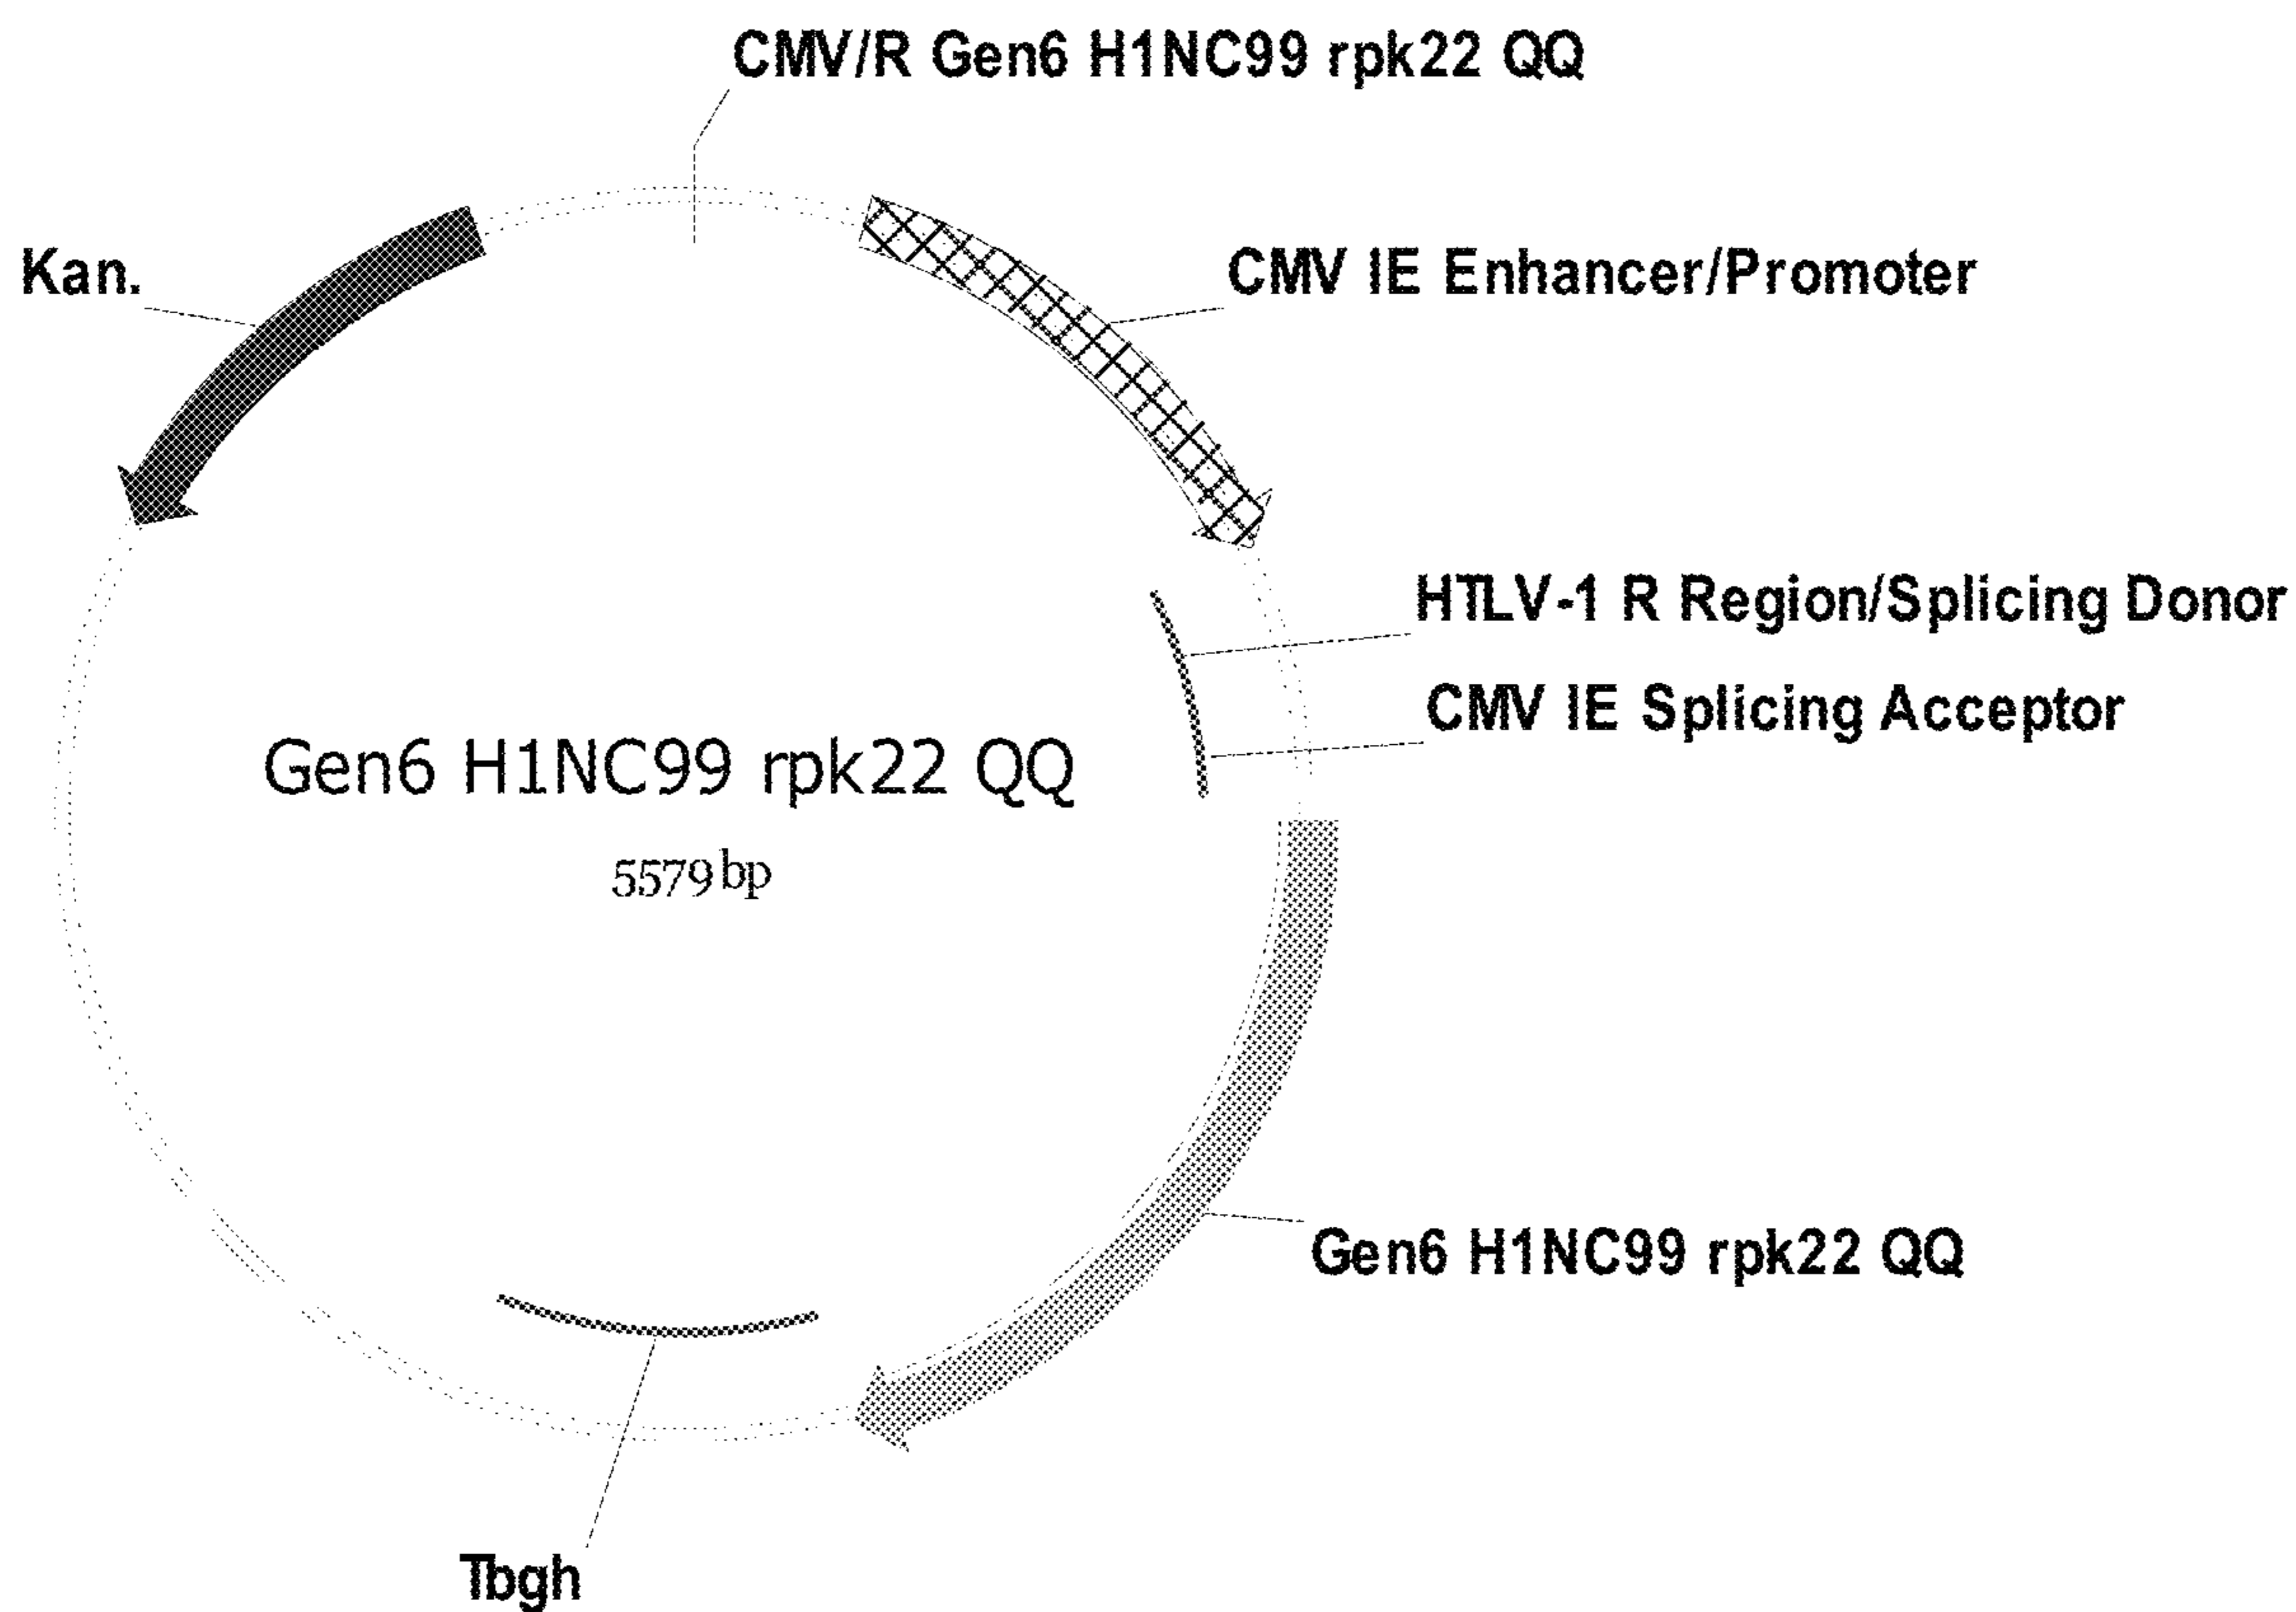 CMV/R Gen6 H1NC99 rpk22 QQ
Kan.
CMV IE Enhancer/Promoter
HTLV-1 R Region/Splicing Donor
CMV IE Splicing Acceptor
Gen6 H1NC99 rpk22 QQ
5579 bp
Gen6 H1NC99 rpk22 QQ
Tbgh